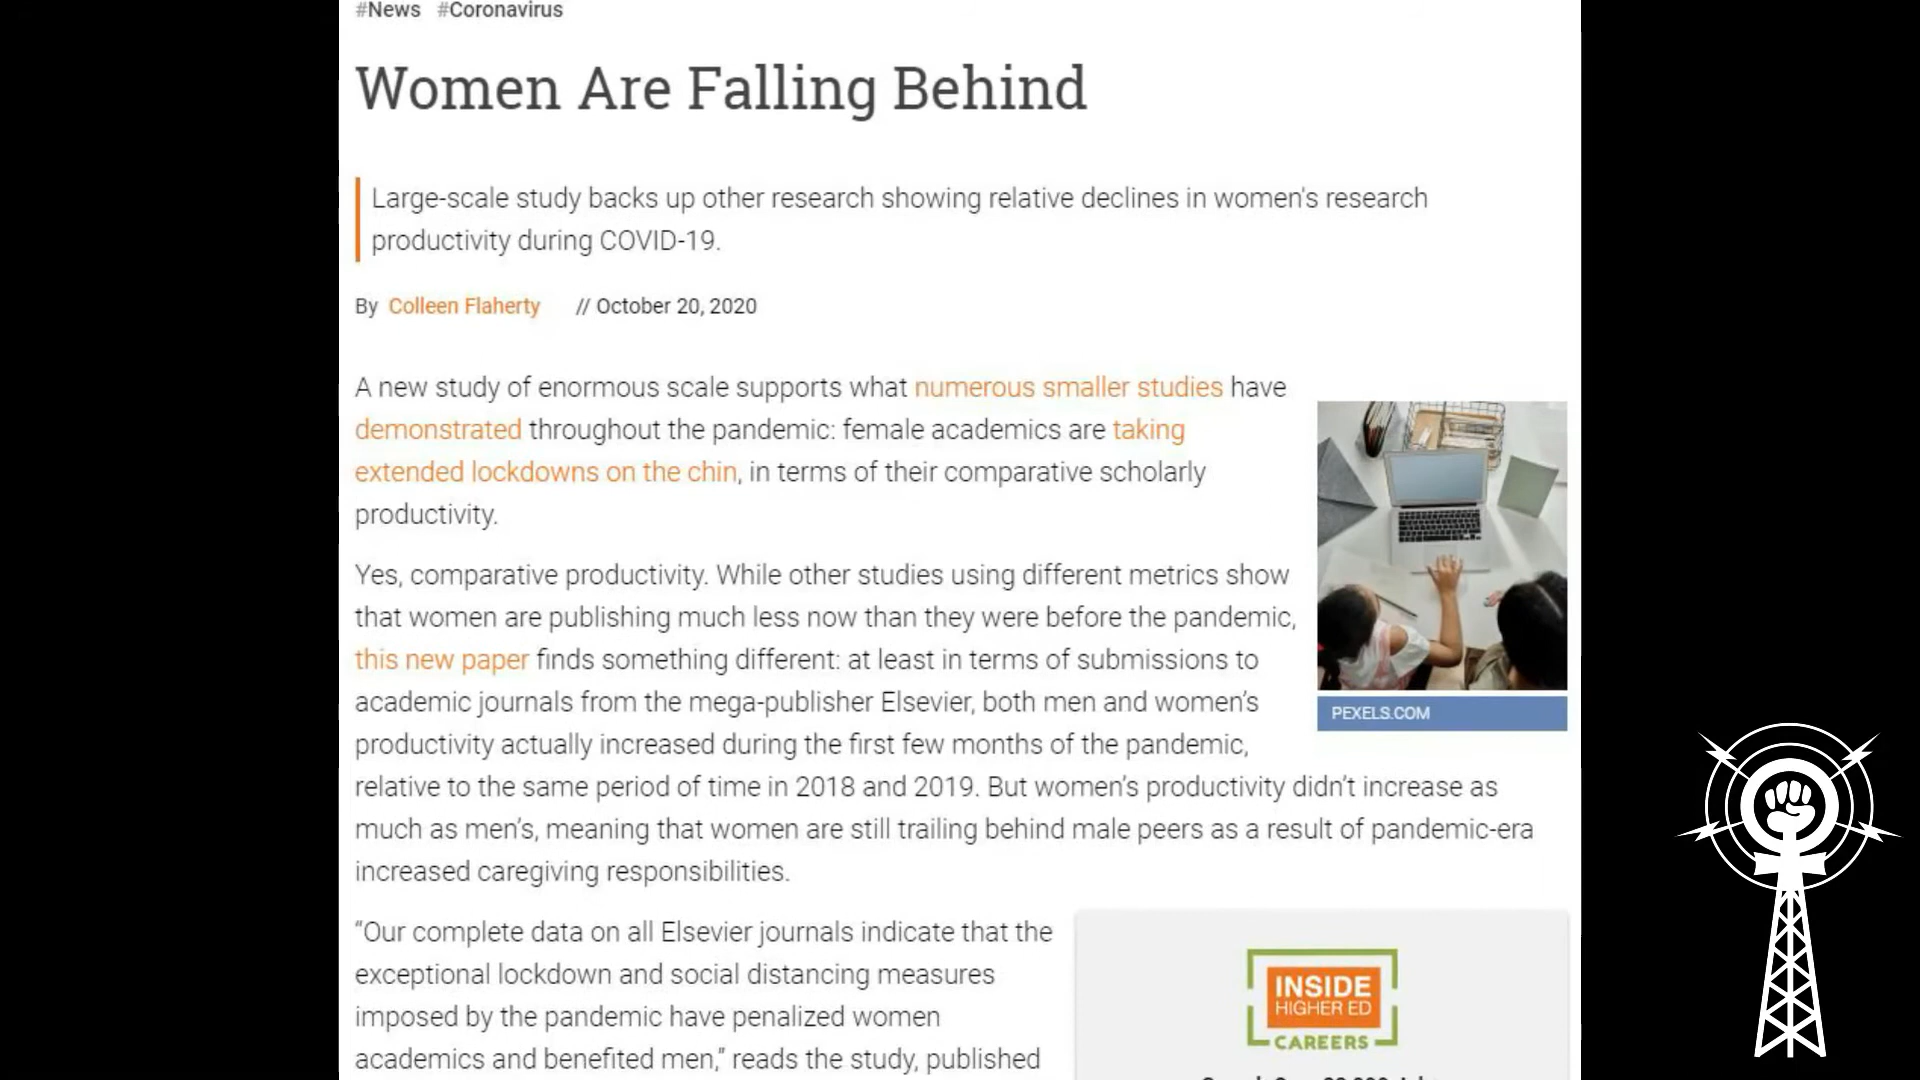 #News #Coronavirus
Women Are Falling Behind
Large-scale study backs up other research showing relative declines in women's research
productivity during COVID-19.
By Colleen Flaherty // October 20, 2020
A new study of enormous scale supports what numerous smaller studies have
demonstrated throughout the pandemic: female academics are taking
extended lockdowns on the chin, in terms of their comparative scholarly
productivity.
Yes, comparative productivity. While other studies using different metrics show
that women are publishing much less now than they were before the pandemic,
this new paper finds something different: at least in terms of submissions to
academic journals from the mega-publisher Elsevier, both men and women’s
productivity actually increased during the first few months of the pandemic,
relative to the same period of time in 2018 and 2019. But women’s productivity didn’t increase as
much as men’s, meaning that women are still trailing behind male peers as a result of pandemic-era
increased caregiving responsibilities.
PEXELS.COM
“Our complete data on all Elsevier journals indicate that the
exceptional lockdown and social distancing measures
imposed by the pandemic have penalized women
academics and benefited men,” reads the study, published
INSIDE
HIGHER ED
CAREERS